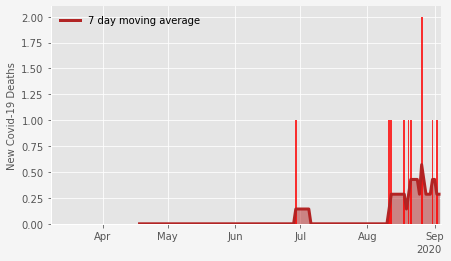 7 day moving average
New Covid-19 Deaths
2.00
1.75
1.50
1.25
1.00
0.75
0.50
0.25
0.00
Apr
May
Jun
Jul
Aug
Sep
2020